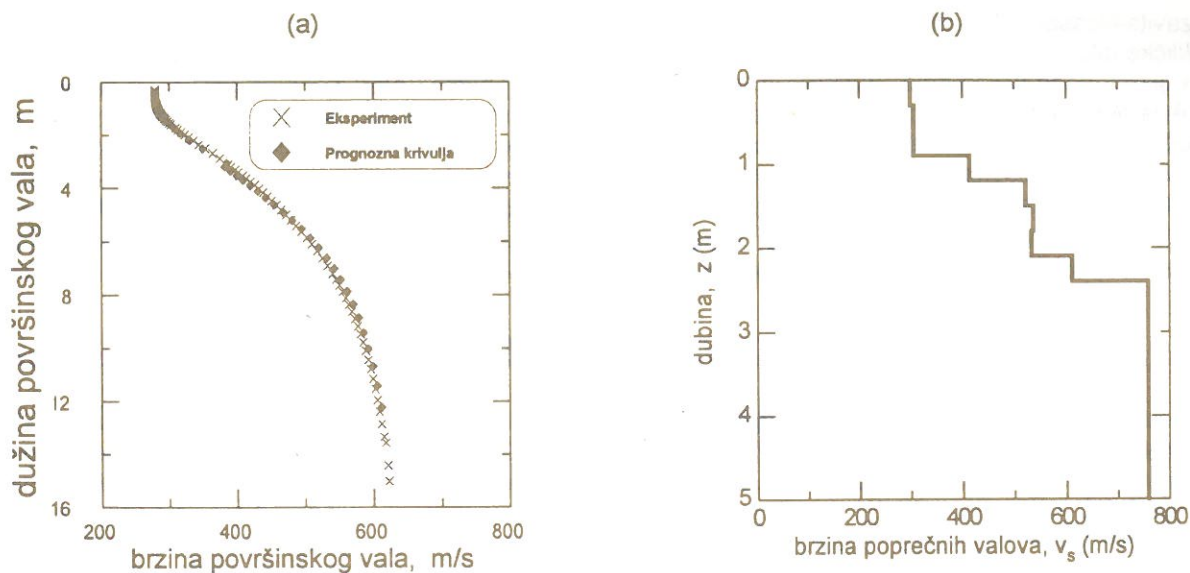 (a)
dužina površinskog vala, m
0
4
8
12
16
Eksperiment
Prognozna krivulja
200
400
600
800
brzina površinskog vala, m/s
(b)
dubina, z (m)
0
1
2
3
4
5
0
200
400
600
800
brzina poprečnih valova, vs (m/s)